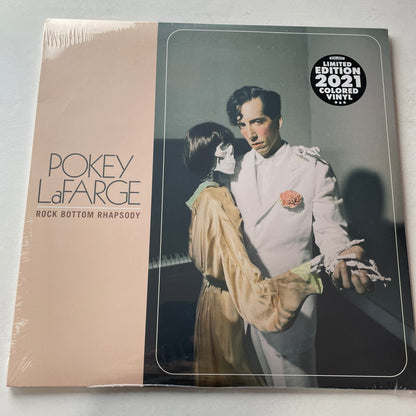 POKEY
LaFARGE
ROCK BOTTOM RHAPSODY
LIMITED
EDITION
2021
COLORED
VINYL